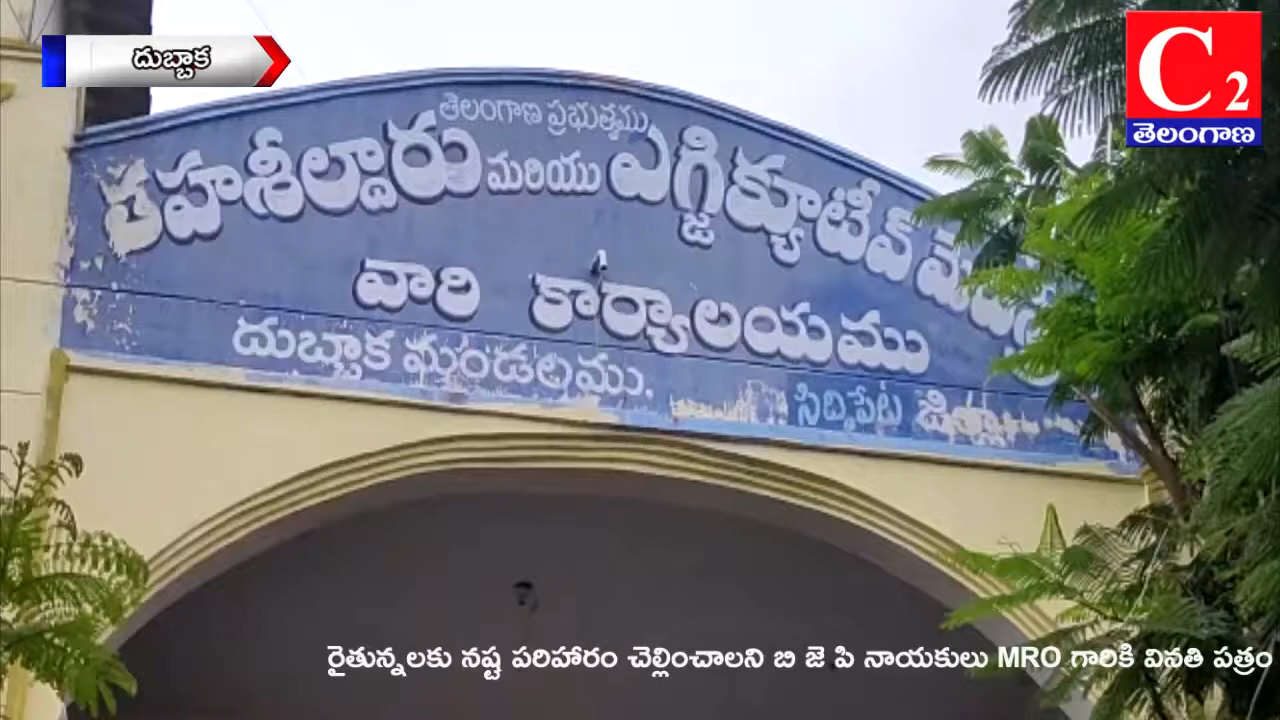 దుబ్బాక
C2
తెలంగాణ
తెలంగాణ ప్రభుత్వము
తహశీల్దారు మరియు ఎగ్జిక్యూటీవ్
వారి కార్యాలయము
దుబ్బాక మండలము. సిద్దిపేట జిల్లా
రైతున్నలకు నష్ట పరిహారం చెల్లించాలని బి జె పి నాయకులు MRO గారికి వినతి పత్రం